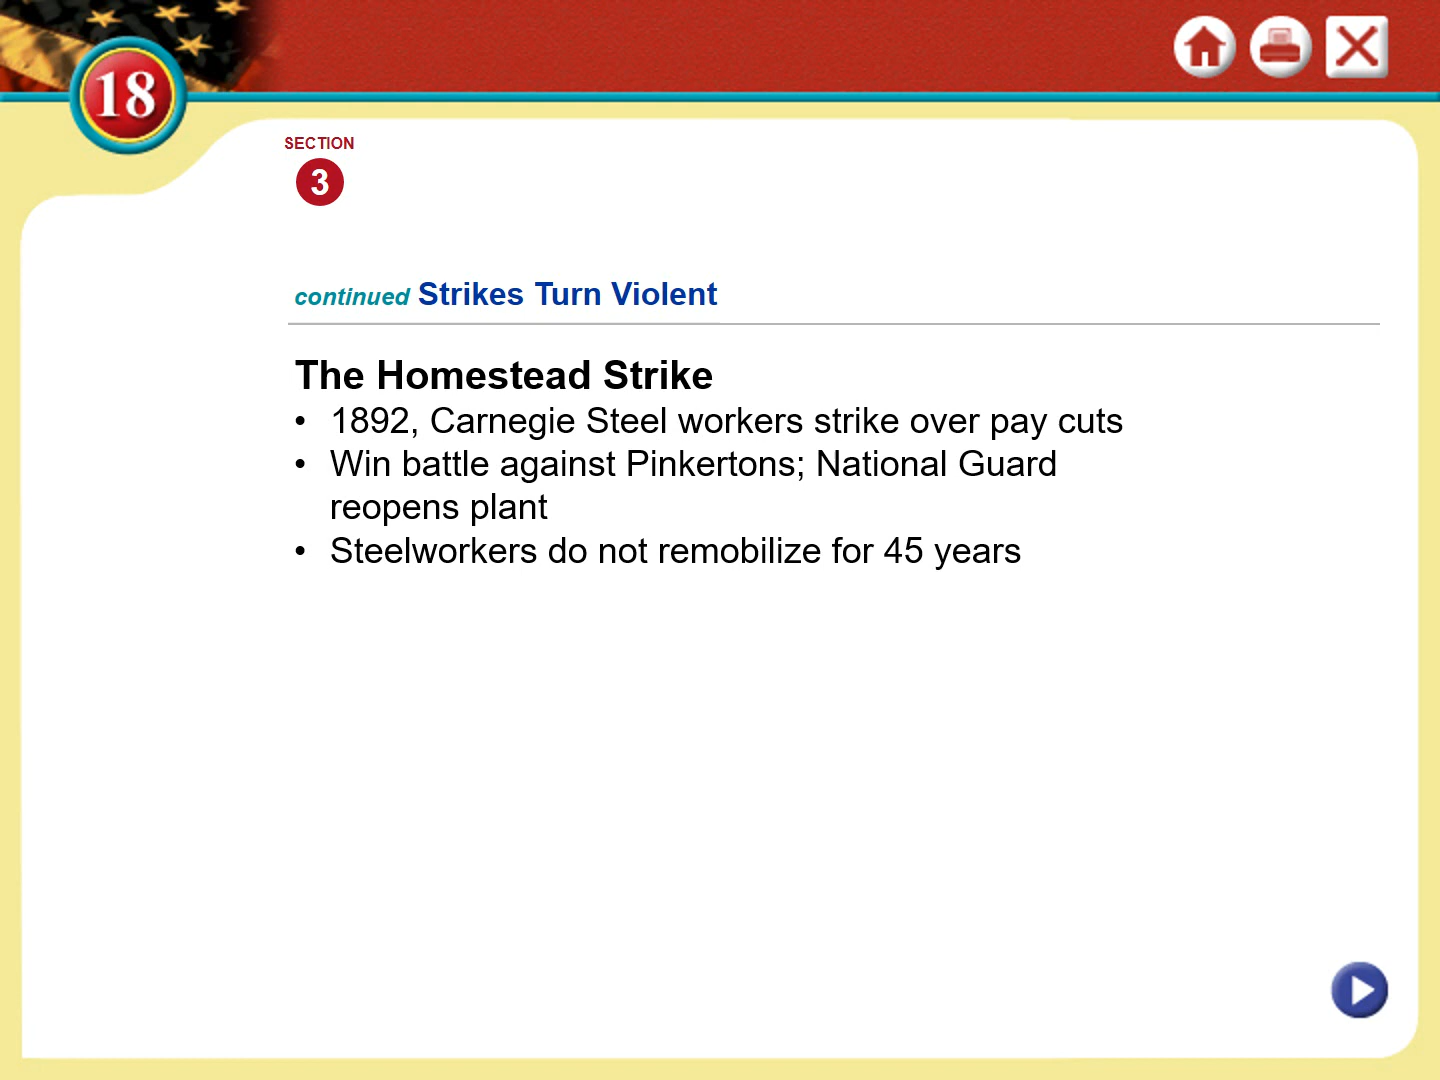 18
SECTION
3
continued Strikes Turn Violent
The Homestead Strike
• 1892, Carnegie Steel workers strike over pay cuts
• Win battle against Pinkertons; National Guard
reopens plant
• Steelworkers do not remobilize for 45 years